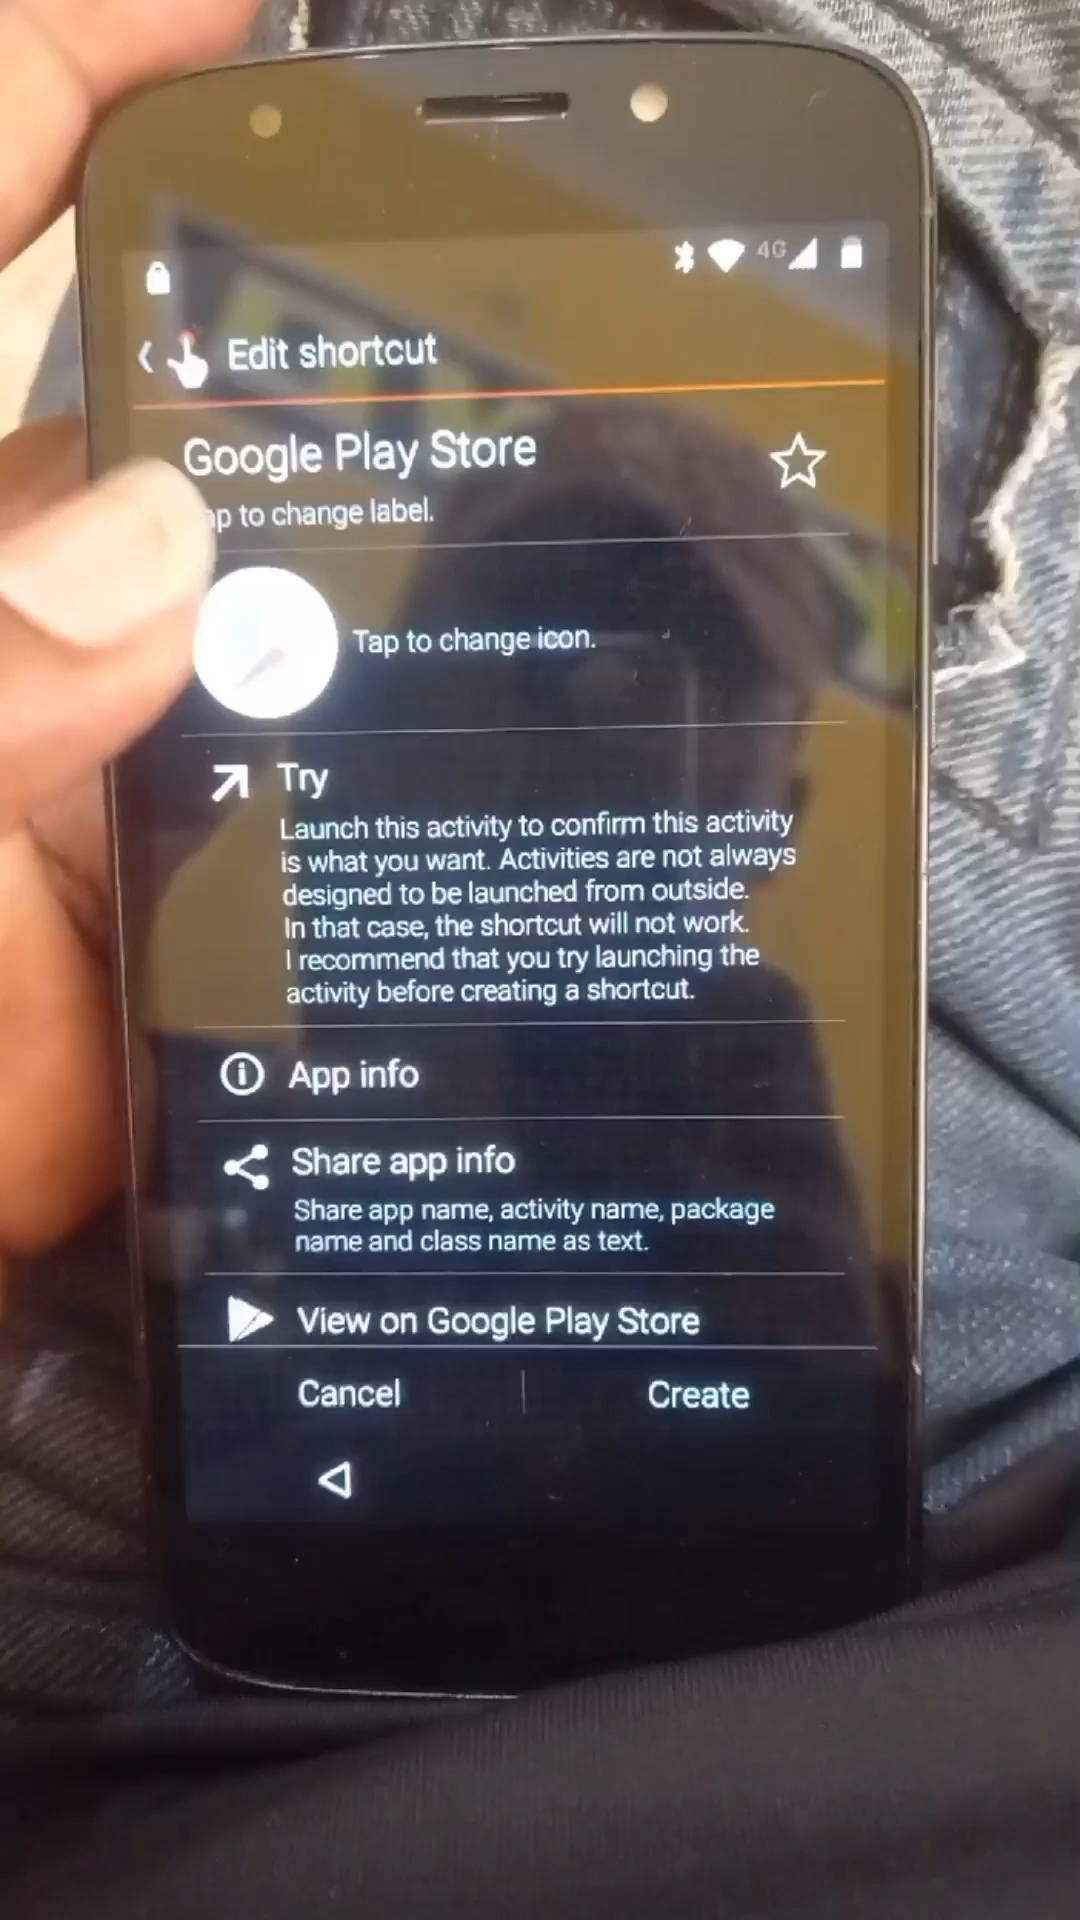 4G
Edit shortcut
Google Play Store
to change label.
Tap to change icon.
Try
Launch this activity to confirm this activity
is what you want. Activities are not always
designed to be launched from outside.
In that case, the shortcut will not work.
I recommend that you try launching the
activity before creating a shortcut.
App info
Share app info
Share app name, activity name, package
name and class name as text.
View on Google Play Store
Cancel
Create